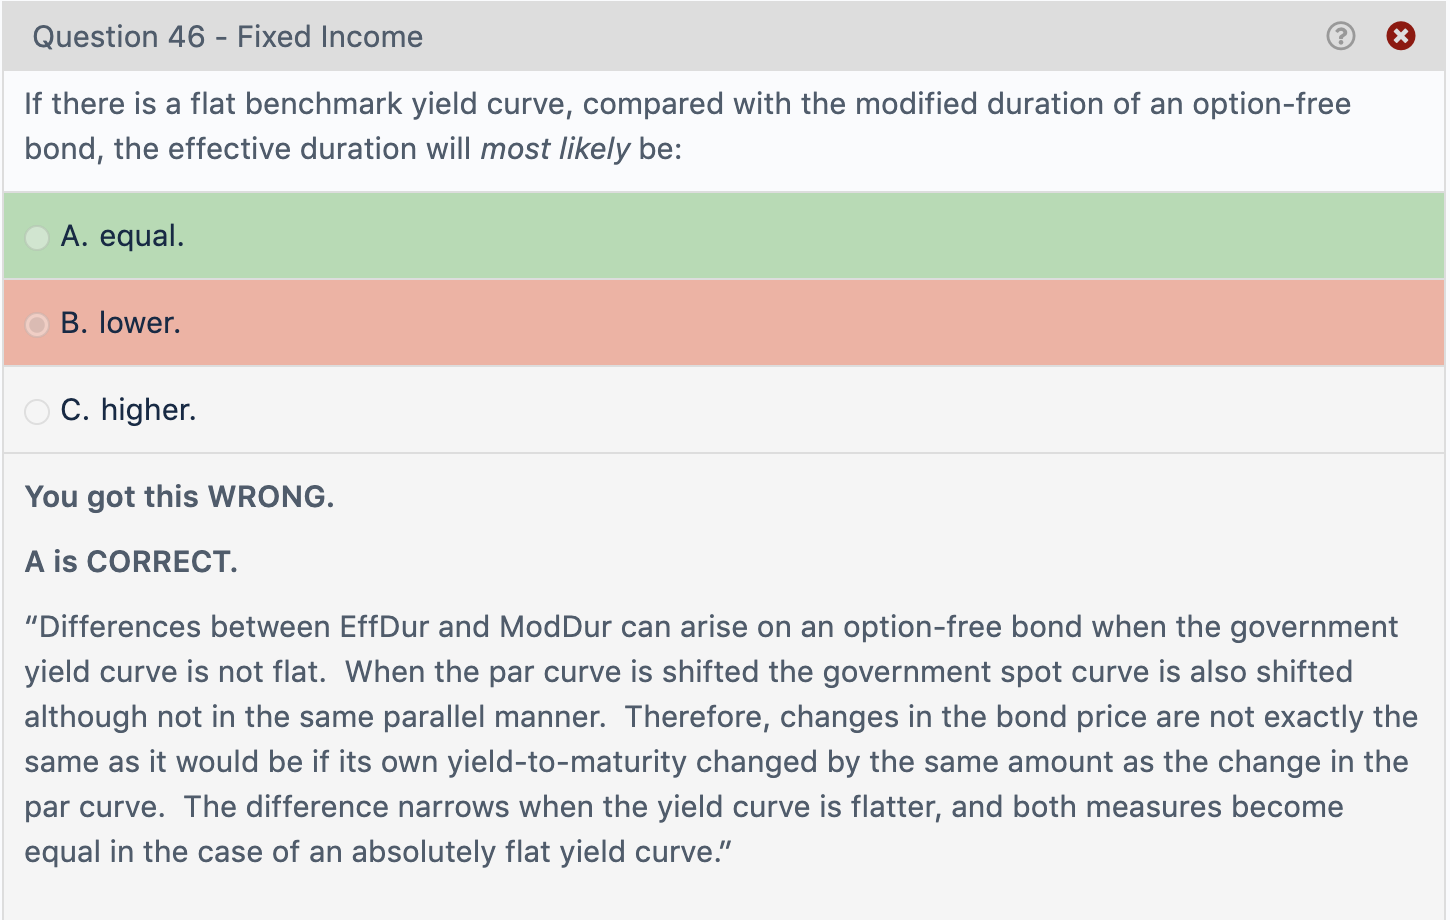 Question 46 - Fixed Income
If there is a flat benchmark yield curve, compared with the modified duration of an option-free
bond, the effective duration will most likely be:
A. equal.
B. lower.
C. higher.
You got this WRONG.
A is CORRECT.
“Differences between EffDur and ModDur can arise on an option-free bond when the government
yield curve is not flat.  When the par curve is shifted the government spot curve is also shifted
although not in the same parallel manner.  Therefore, changes in the bond price are not exactly the
same as it would be if its own yield-to-maturity changed by the same amount as the change in the
par curve.  The difference narrows when the yield curve is flatter, and both measures become
equal in the case of an absolutely flat yield curve.”